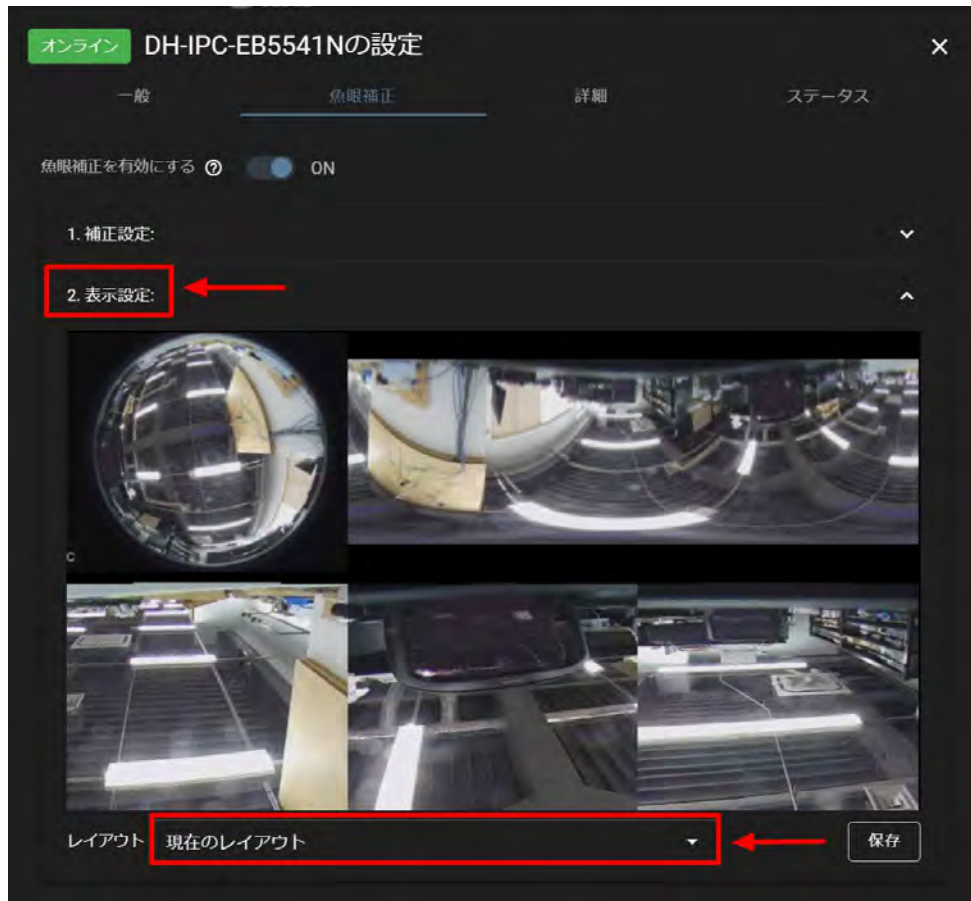 オンライン DH-IPC-EB5541Nの設定 ×
一般 魚眼補正 詳細 ステータス
魚眼補正を有効にする ? ON
1. 補正設定:
2. 表示設定:
C
レイアウト 現在のレイアウト 保存